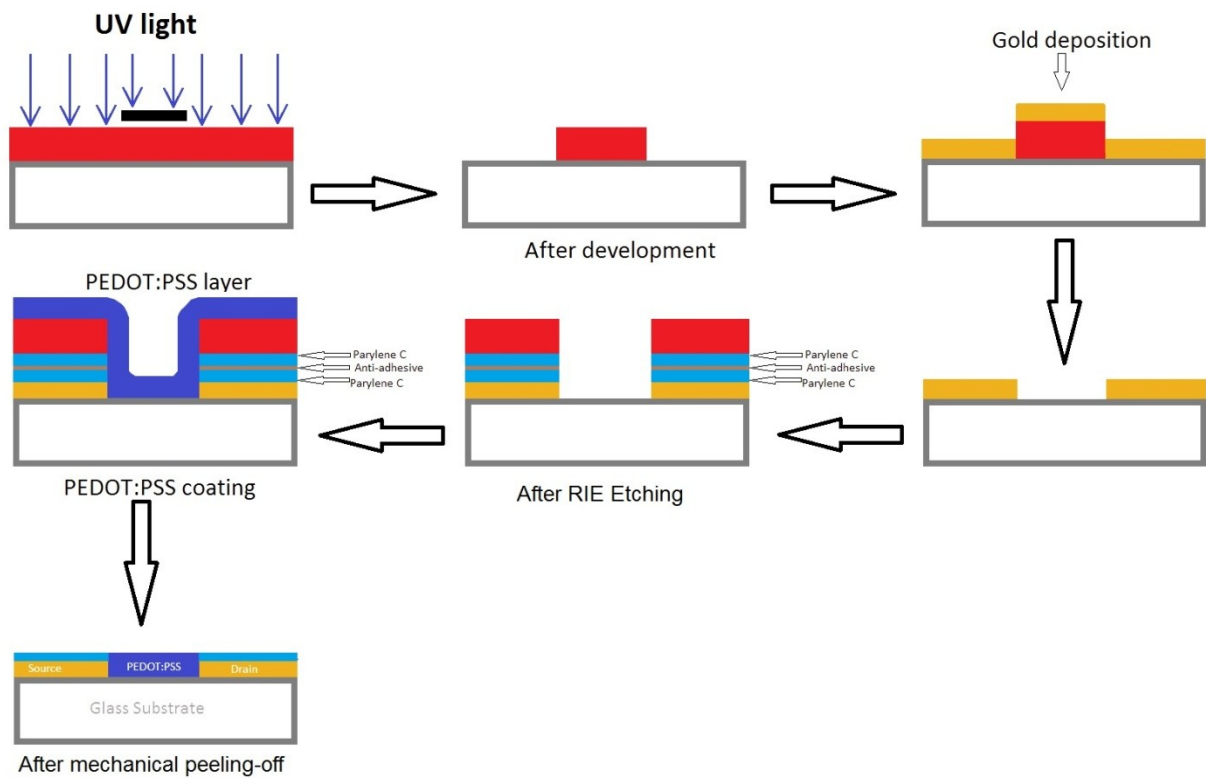 UV light
Gold deposition
After development
PEDOT:PSS layer
Parylene C
Anti-adhesive
Parylene C
PEDOT:PSS coating
Parylene C
Anti-adhesive
Parylene C
After RIE Etching
Source
PEDOT:PSS
Drain
Glass Substrate
After mechanical peeling-off